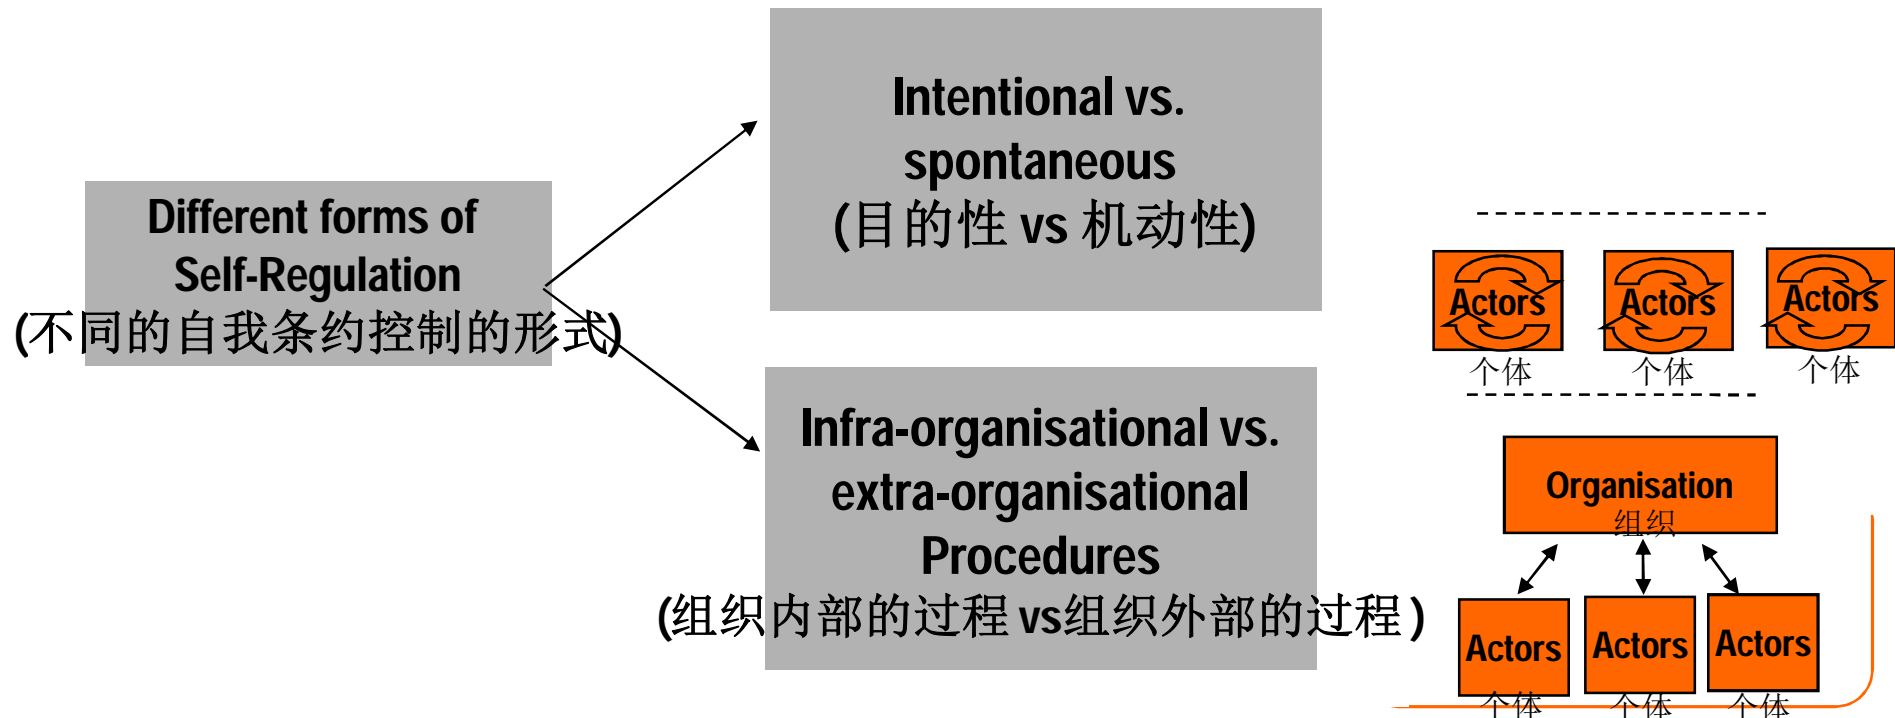 Different forms of
Self-Regulation
(不同的自我条约控制的形式)
Intentional vs.
spontaneous
(目的性 vs 机动性)
Infra-organisational vs.
extra-organisational
Procedures
(组织内部的过程 vs组织外部的过程 )
Actors
个体
Actors
个体
Actors
个体
Organisation
组织
Actors
个体
Actors
个体
Actors
个体